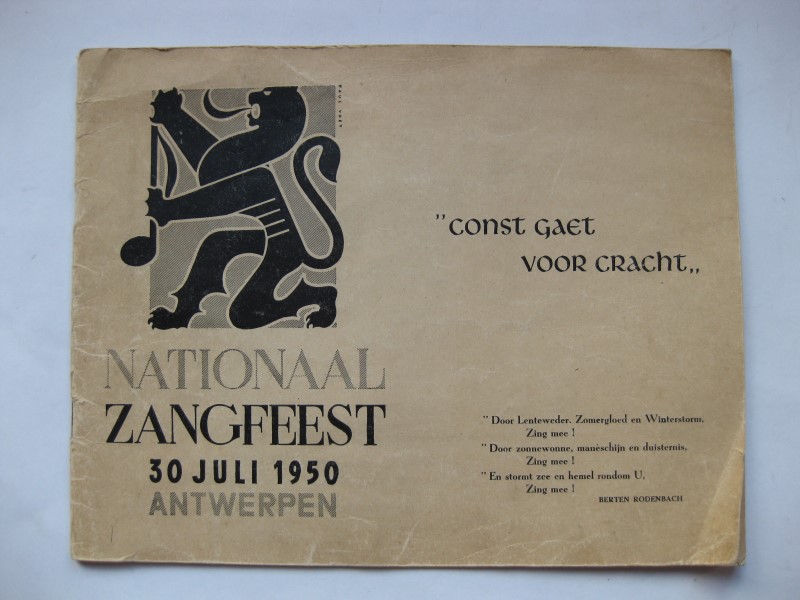 NATIONAAL
ZANGFEEST
30 JULI 1950
ANTWERPEN
"CONST GAET
VOOR CRACHT„
" Door Lenteweder, Zomergloed en Winterstorm,
Zing mee !
" Door zonnewonne, maneschijn en duisternis,
Zing mee !
" En stormt zee en hemel rondom U,
Zing mee !
BERTEN RODENBACH